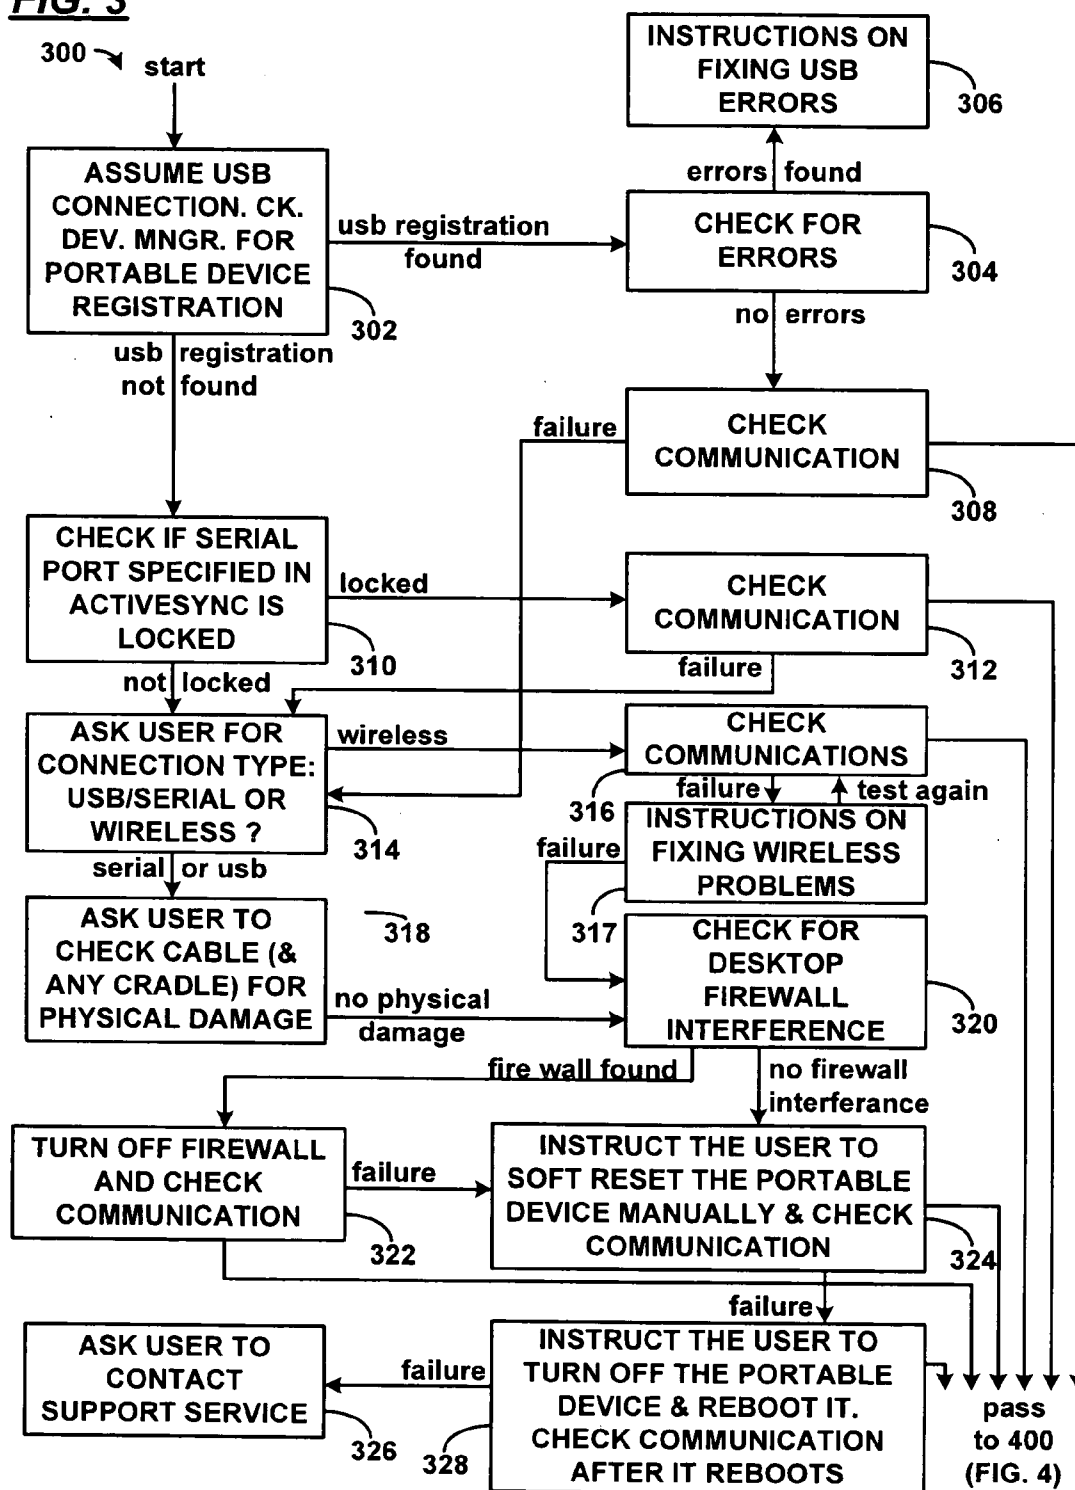 FIG. 3
300
start
INSTRUCTIONS ON
FIXING USB
ERRORS
306
errors found
ASSUME USB
CONNECTION. CK.
DEV. MNGR. FOR
PORTABLE DEVICE
REGISTRATION
302
usb registration
found
CHECK FOR
ERRORS
304
no errors
usb registration
not found
failure
CHECK
COMMUNICATION
308
CHECK IF SERIAL
PORT SPECIFIED IN
ACTIVESYNC IS
LOCKED
310
locked
CHECK
COMMUNICATION
312
failure
not locked
ASK USER FOR
CONNECTION TYPE:
USB/SERIAL OR
WIRELESS ?
314
wireless
CHECK
COMMUNICATIONS
316
failure
test again
INSTRUCTIONS ON
FIXING WIRELESS
PROBLEMS
317
failure
serial or usb
ASK USER TO
CHECK CABLE (&
ANY CRADLE) FOR
PHYSICAL DAMAGE
318
no physical
damage
CHECK FOR
DESKTOP
FIREWALL
INTERFERENCE
320
fire wall found
no firewall
interferance
TURN OFF FIREWALL
AND CHECK
COMMUNICATION
322
failure
INSTRUCT THE USER TO
SOFT RESET THE PORTABLE
DEVICE MANUALLY & CHECK
COMMUNICATION
324
failure
ASK USER TO
CONTACT
SUPPORT SERVICE
326
failure
INSTRUCT THE USER TO
TURN OFF THE PORTABLE
DEVICE & REBOOT IT.
CHECK COMMUNICATION
AFTER IT REBOOTS
328
pass
to 400
(FIG. 4)